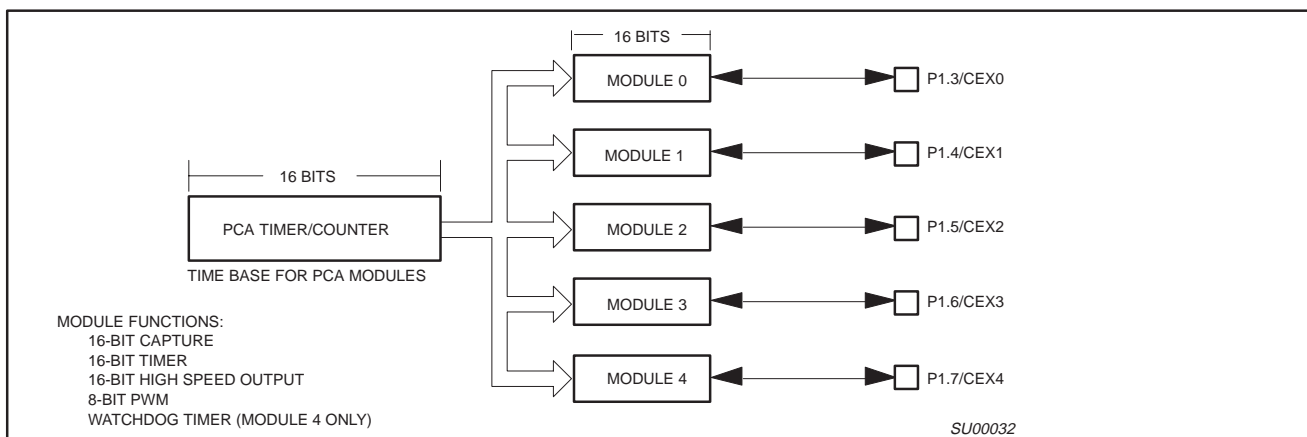 16 BITS
MODULE 0
P1.3/CEX0
MODULE 1
P1.4/CEX1
16 BITS
PCA TIMER/COUNTER
MODULE 2
P1.5/CEX2
TIME BASE FOR PCA MODULES
MODULE 3
P1.6/CEX3
MODULE FUNCTIONS:
16-BIT CAPTURE
16-BIT TIMER
16-BIT HIGH SPEED OUTPUT
8-BIT PWM
WATCHDOG TIMER (MODULE 4 ONLY)
MODULE 4
P1.7/CEX4
SU00032